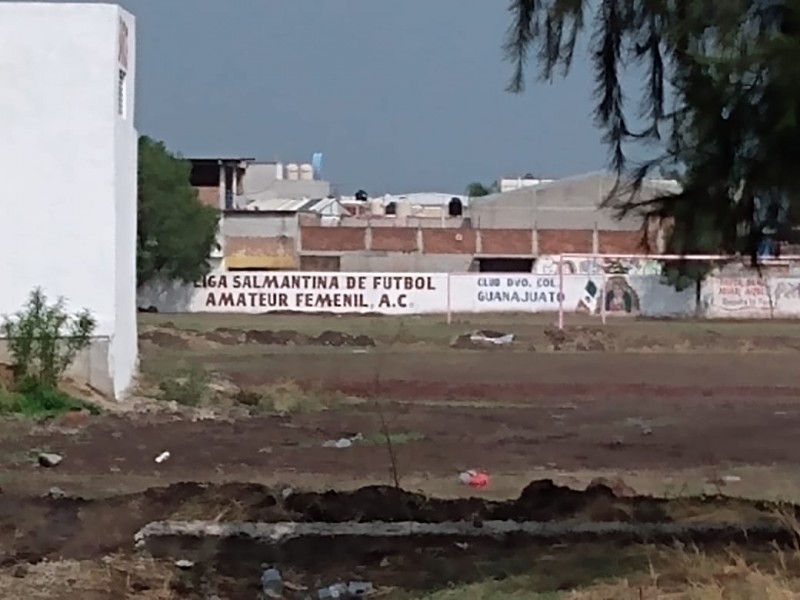 LIGA SALMANTINA DE FUTBOL
AMATEUR FEMENIL, A.C.
CLUB DVO. COL.
GUANAJUATO